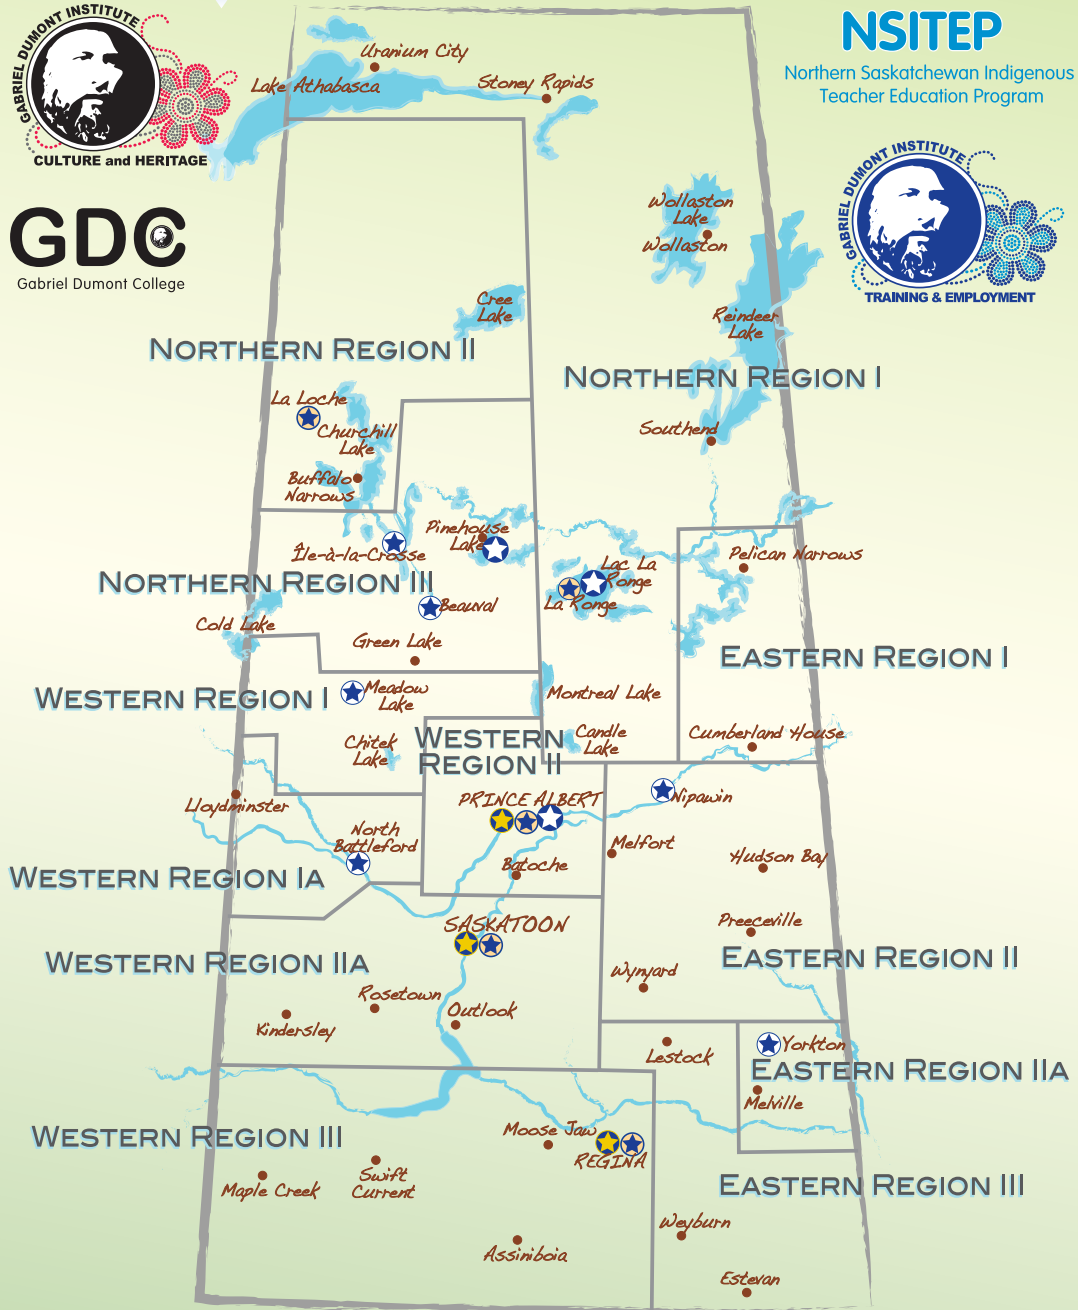 GABRIEL DUMONT INSTITUTE
CULTURE and HERITAGE
GDC
Gabriel Dumont College
NSITEP
Northern Saskatchewan Indigenous
Teacher Education Program
GABRIEL DUMONT INSTITUTE
TRAINING & EMPLOYMENT
Uranium City
Lake Athabasca
Stoney Rapids
Wollaston
Lake
Wollaston
Cree
Lake
Reindeer
Lake
NORTHERN REGION II
NORTHERN REGION I
La Loche
Churchill
Lake
Southend
Buffalo
Narrows
Pinehouse
Lake
Île-à-la-Crosse
Pelican Narrows
Lac La
Ronge
La Ronge
NORTHERN REGION III
Beauval
Cold Lake
Green Lake
EASTERN REGION I
WESTERN REGION I
Meadow
Lake
Montreal Lake
Chitek
Lake
WESTERN
REGION II
Candle
Lake
Cumberland House
Lloydminster
PRINCE ALBERT
Nipawin
North
Battleford
Melfort
Batoche
Hudson Bay
WESTERN REGION IA
SASKATOON
Preeceville
WESTERN REGION IIA
EASTERN REGION II
Wynyard
Rosetown
Outlook
Kindersley
Lestock
Yorkton
EASTERN REGION IIA
Melville
WESTERN REGION III
Moose Jaw
REGINA
Swift
Current
Maple Creek
EASTERN REGION III
Weyburn
Assiniboia
Estevan